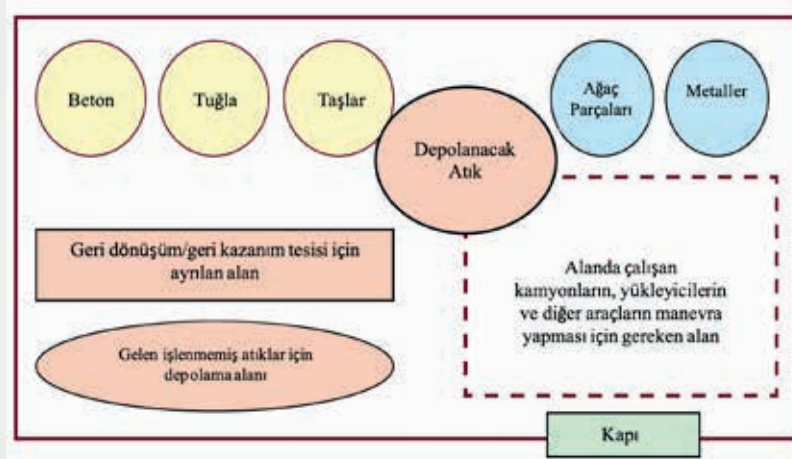 Beton
Tuğla
Taşlar
Depolanacak
Atık
Ağaç
Parçaları
Metaller
Geri dönüşüm/geri kazanım tesisi için
ayrılan alan
Alanda çalışan
kamyonların, yükleyicilerin
ve diğer araçların manevra
yapması için gereken alan
Gelen işlenmemiş atıklar için
depolama alanı
Kapı